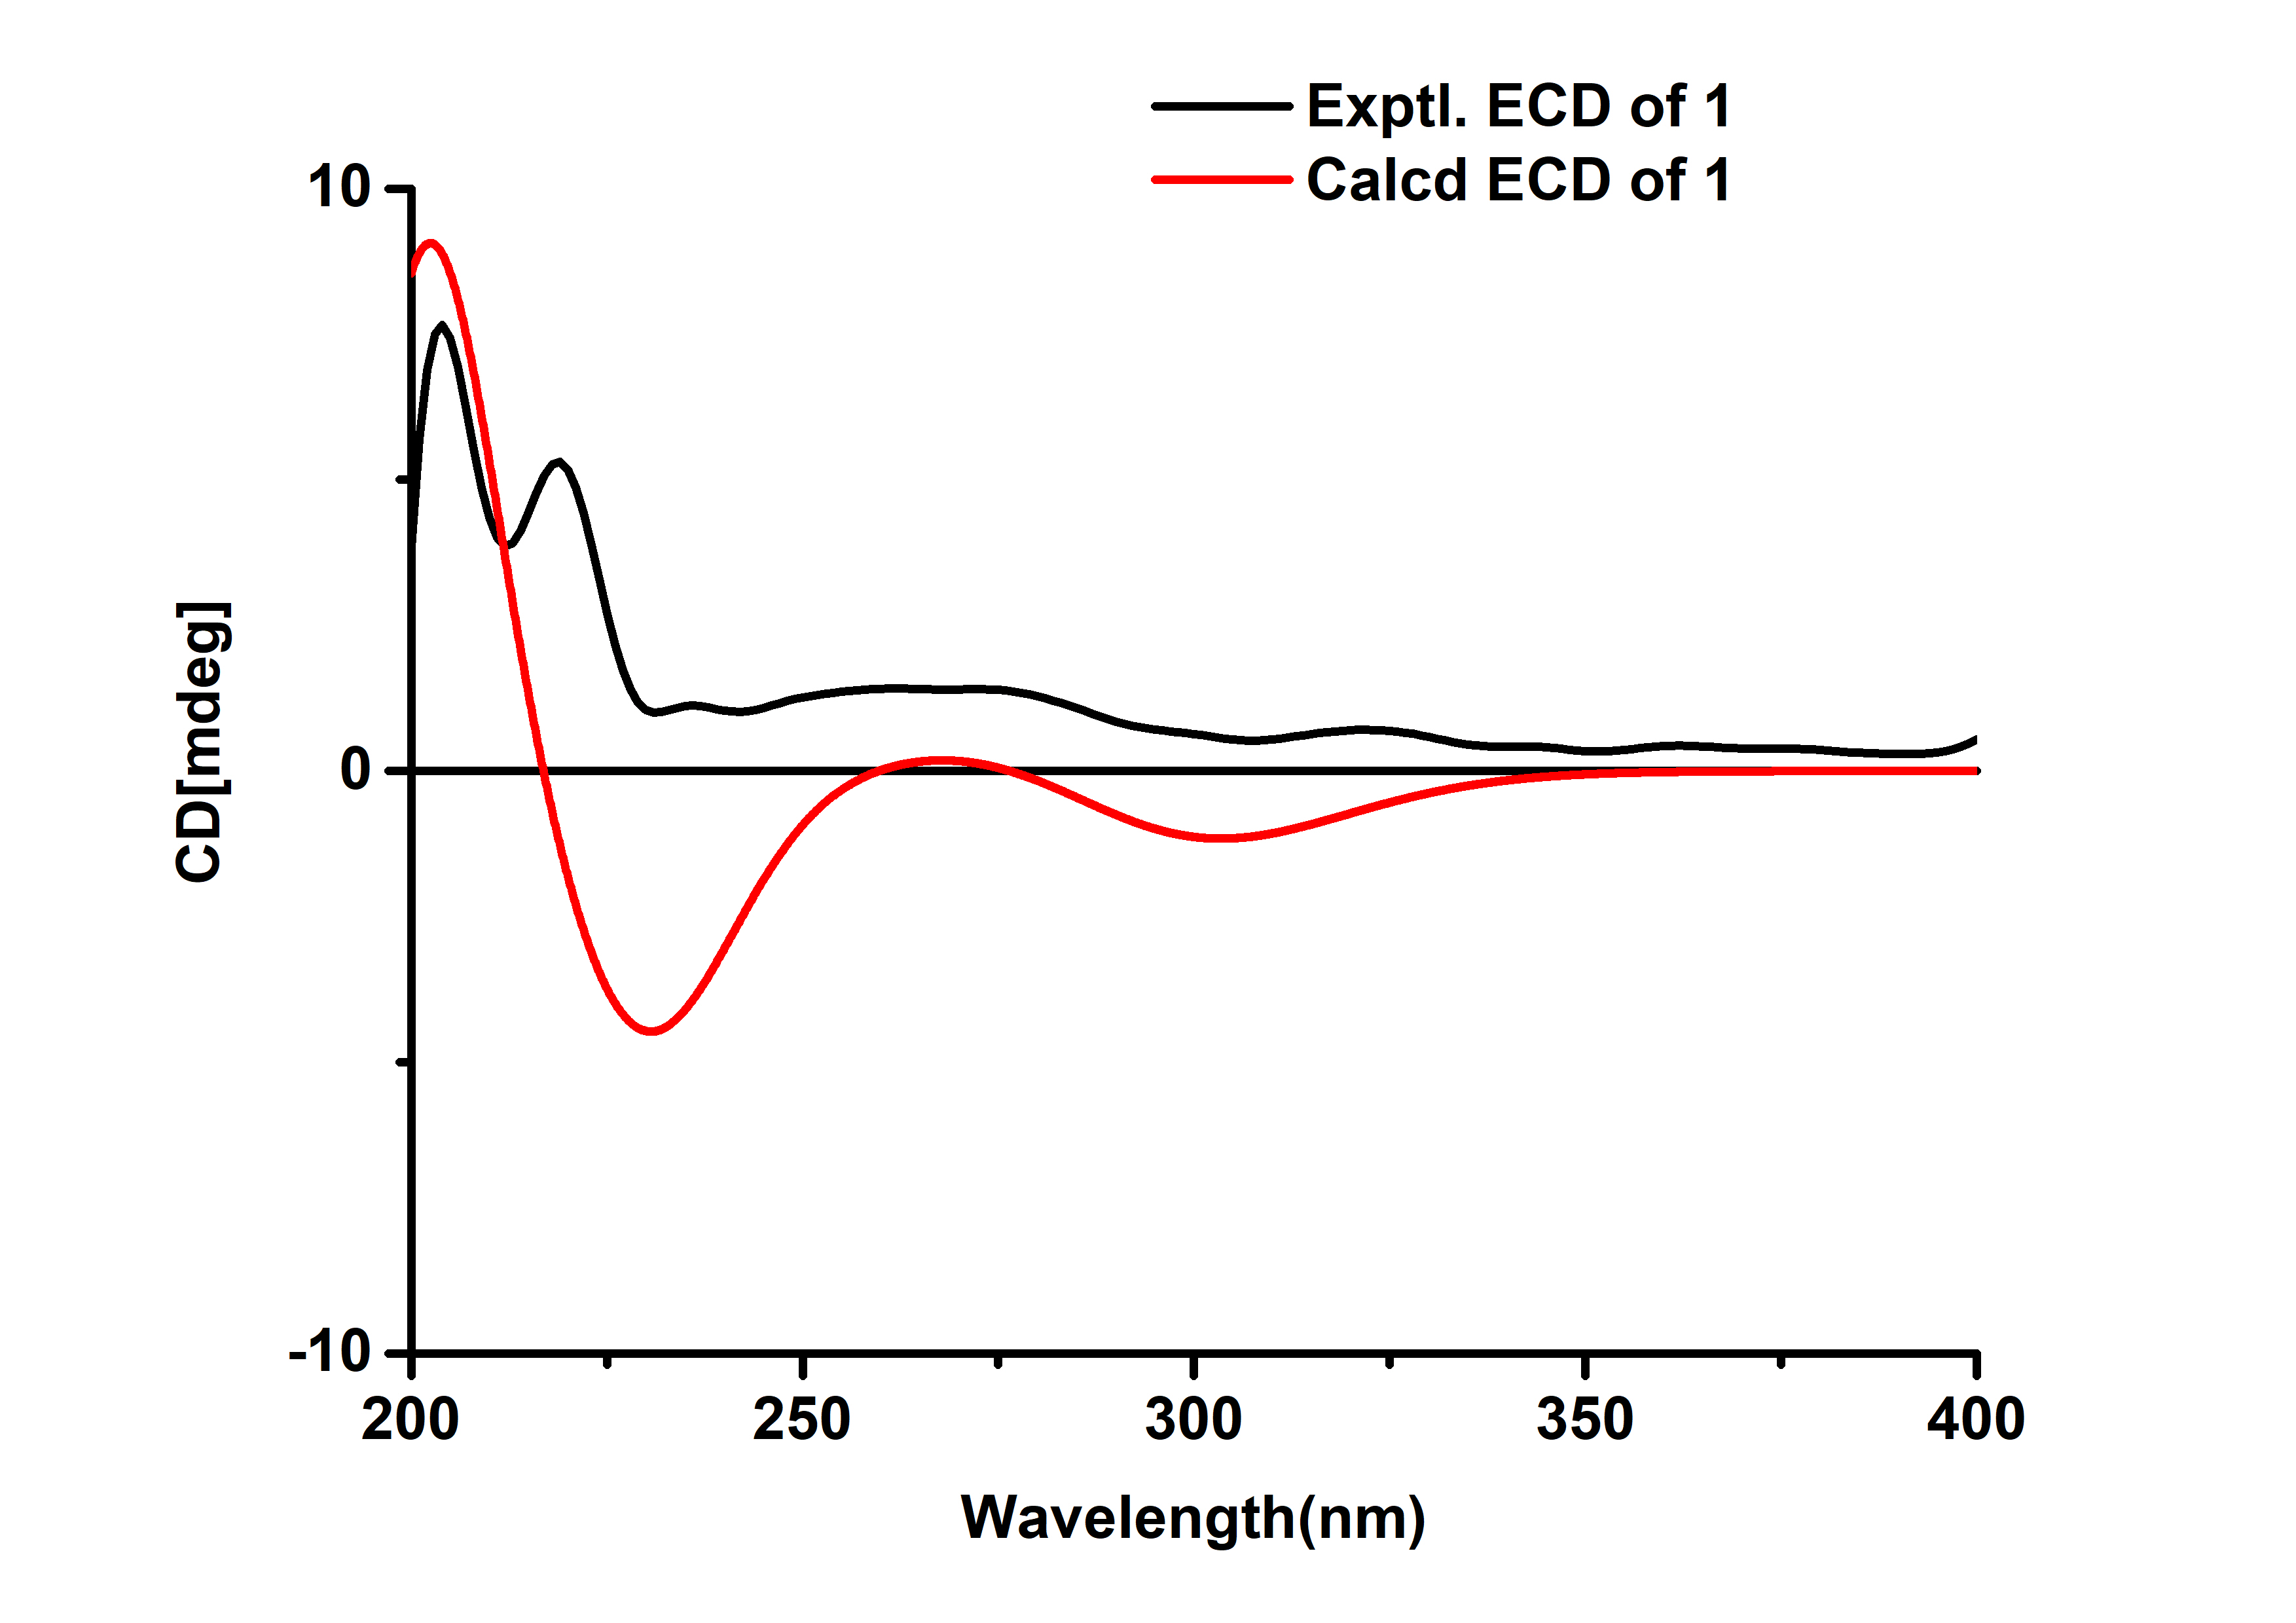 Exptl. ECD of 1
Calcd ECD of 1
10
0
-10
CD[mdeg]
200 250 300 350 400
Wavelength(nm)